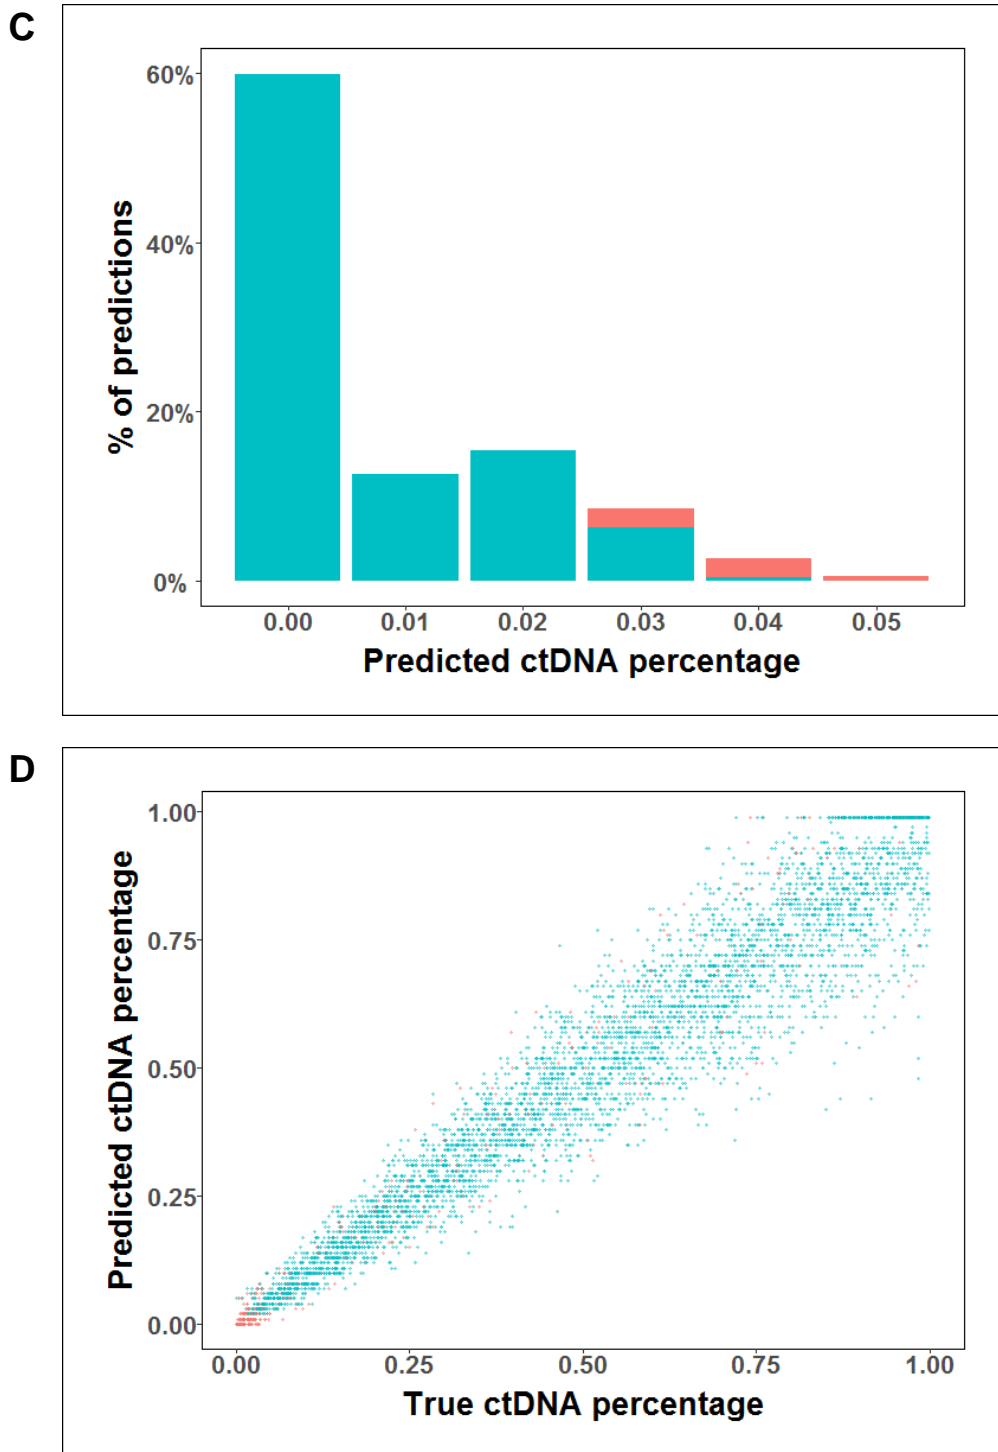 C
60%
40%
20%
0%
% of predictions
0.00 0.01 0.02 0.03 0.04 0.05
Predicted ctDNA percentage
D
1.00
0.75
0.50
0.25
0.00
Predicted ctDNA percentage
0.00 0.25 0.50 0.75 1.00
True ctDNA percentage